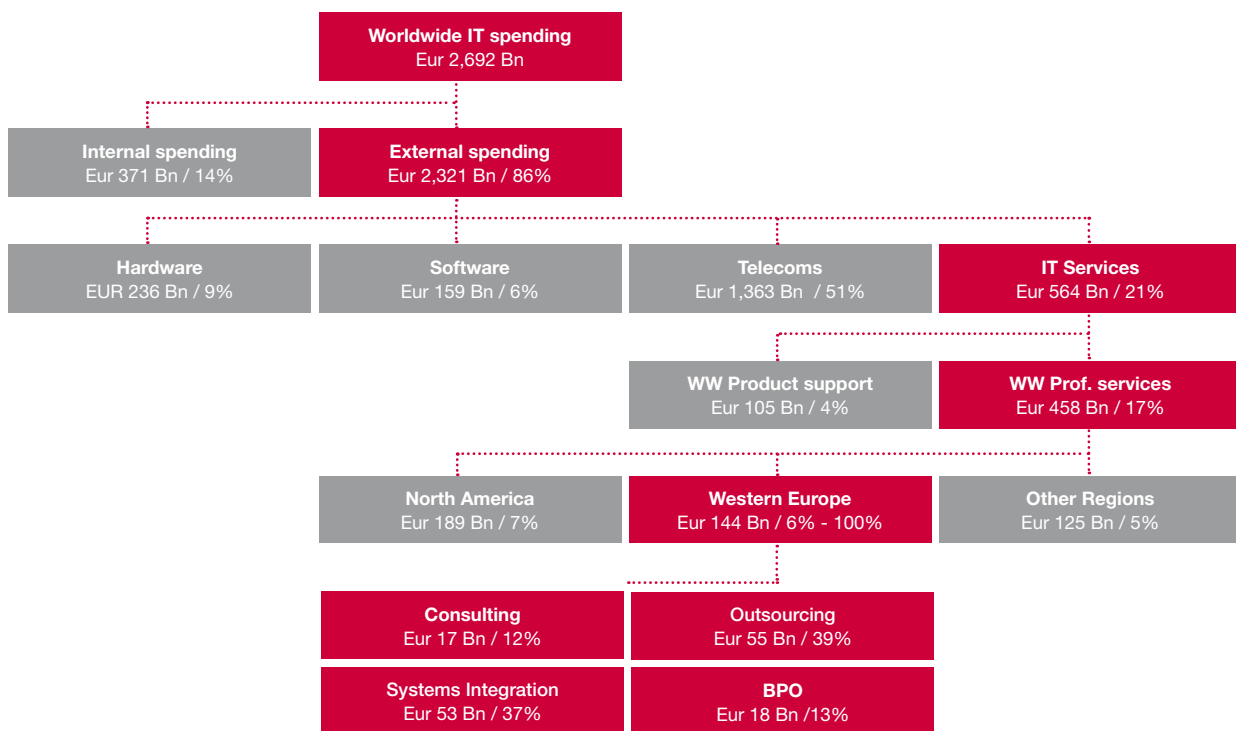 Worldwide IT spending
Eur 2,692 Bn
Internal spending
Eur 371 Bn / 14%
External spending
Eur 2,321 Bn / 86%
Hardware
EUR 236 Bn / 9%
Software
Eur 159 Bn / 6%
Telecoms
Eur 1,363 Bn / 51%
IT Services
Eur 564 Bn / 21%
WW Product support
Eur 105 Bn / 4%
WW Prof. services
Eur 458 Bn / 17%
North America
Eur 189 Bn / 7%
Western Europe
Eur 144 Bn / 6% - 100%
Other Regions
Eur 125 Bn / 5%
Consulting
Eur 17 Bn / 12%
Outsourcing
Eur 55 Bn / 39%
Systems Integration
Eur 53 Bn / 37%
BPO
Eur 18 Bn /13%